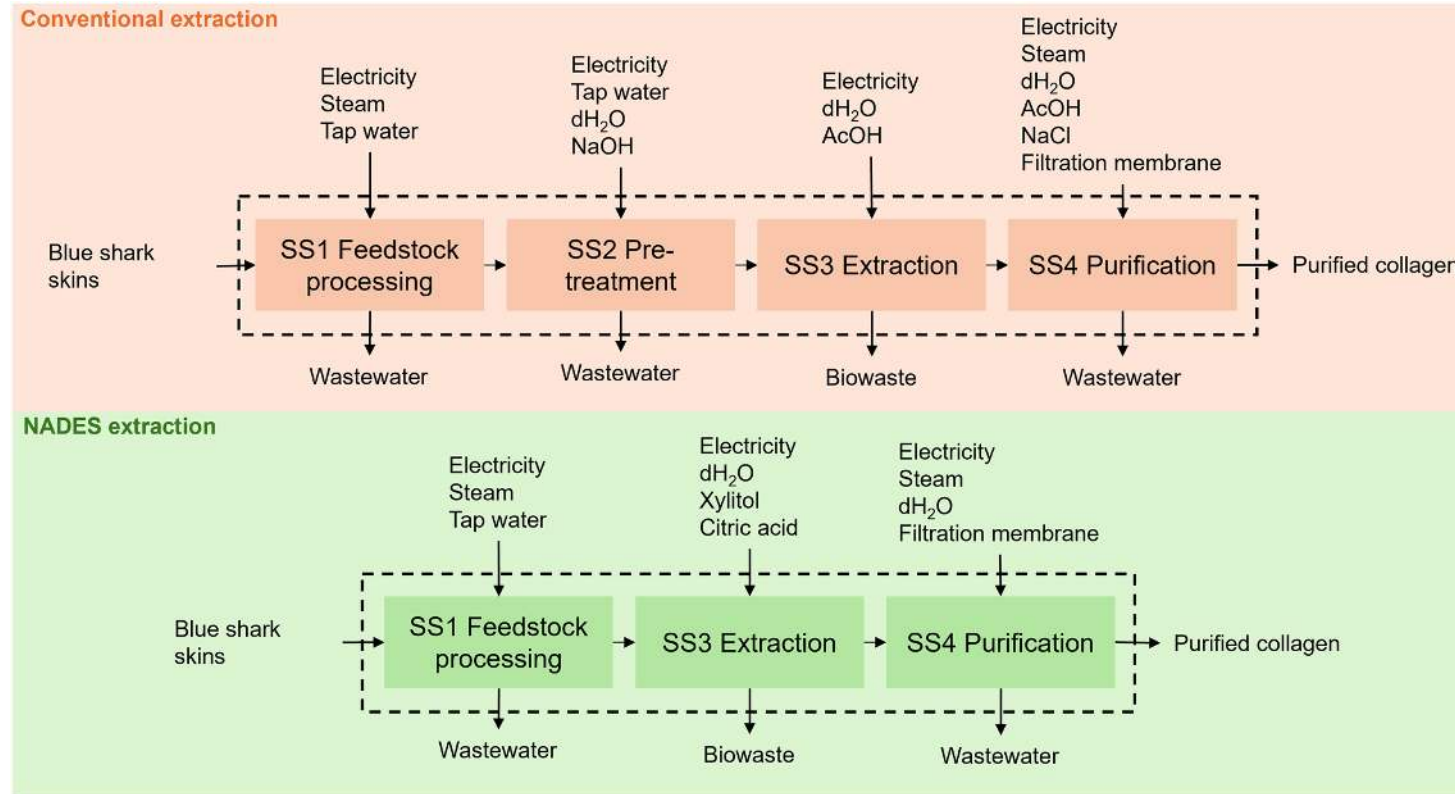 Conventional extraction
Electricity
Steam
Tap water
Electricity
Tap water
dH₂O
NaOH
Electricity
dH₂O
AcOH
Electricity
Steam
dH₂O
AcOH
NaCl
Filtration membrane
Blue shark
skins
SS1 Feedstock
processing
SS2 Pre-
treatment
SS3 Extraction
SS4 Purification
Purified collagen
Wastewater
Wastewater
Biowaste
Wastewater
NADES extraction
Electricity
Steam
Tap water
Electricity
dH₂O
Xylitol
Citric acid
Electricity
Steam
dH₂O
Filtration membrane
Blue shark
skins
SS1 Feedstock
processing
SS3 Extraction
SS4 Purification
Purified collagen
Wastewater
Biowaste
Wastewater